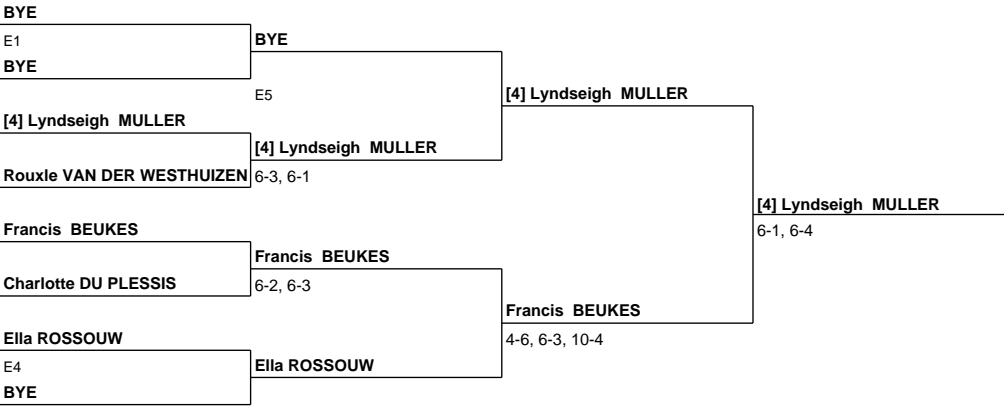 BYE
E1
BYE
BYE
E5
[4] Lyndseigh MULLER
[4] Lyndseigh MULLER
[4] Lyndseigh MULLER
Rouxle VAN DER WESTHUIZEN
6-3, 6-1
[4] Lyndseigh MULLER
6-1, 6-4
Francis BEUKES
Francis BEUKES
Charlotte DU PLESSIS
6-2, 6-3
Francis BEUKES
4-6, 6-3, 10-4
Ella ROSSOUW
E4
Ella ROSSOUW
BYE